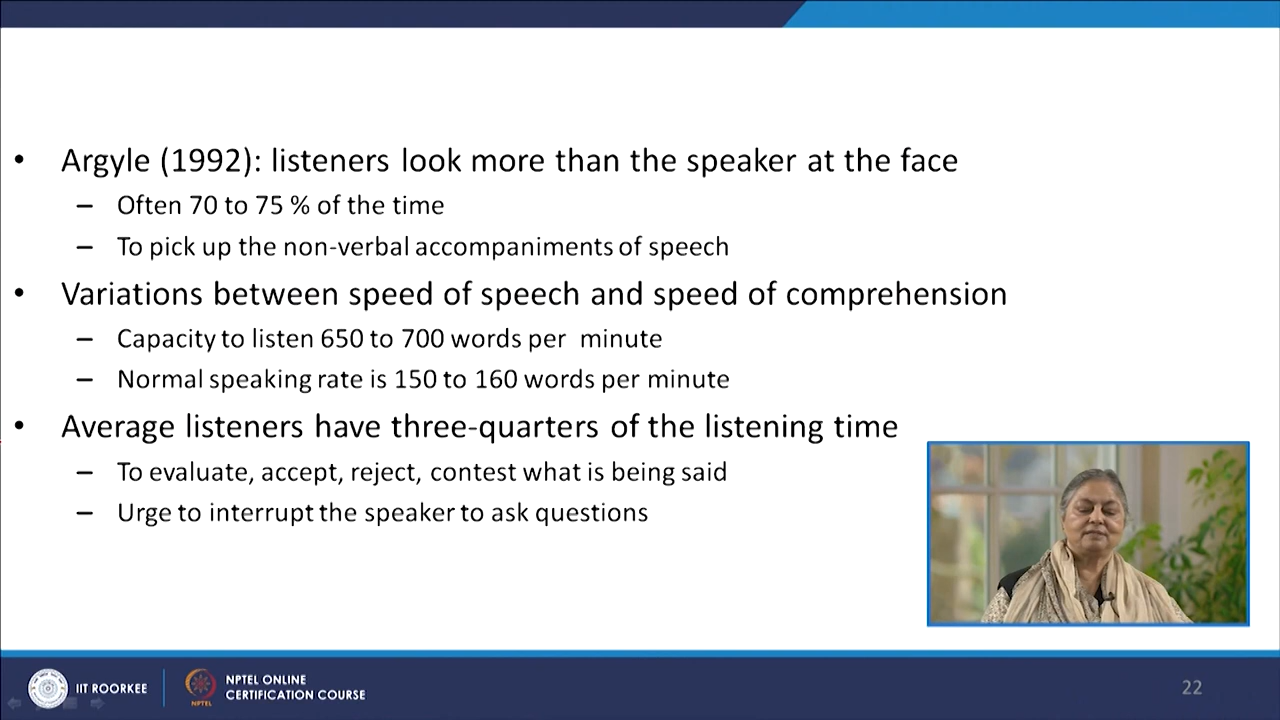 • Argyle (1992): listeners look more than the speaker at the face
– Often 70 to 75 % of the time
– To pick up the non-verbal accompaniments of speech
• Variations between speed of speech and speed of comprehension
– Capacity to listen 650 to 700 words per  minute
– Normal speaking rate is 150 to 160 words per minute
• Average listeners have three-quarters of the listening time
– To evaluate, accept, reject, contest what is being said
– Urge to interrupt the speaker to ask questions
IIT ROORKEE
NPTEL
NPTEL ONLINE
CERTIFICATION COURSE
22